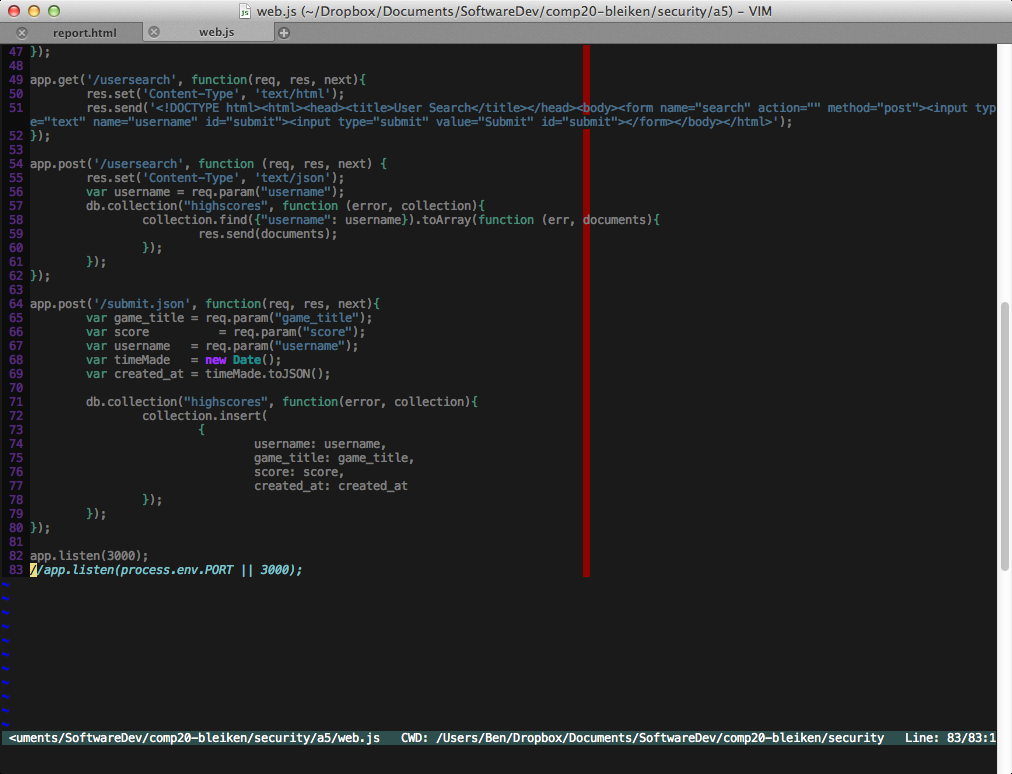 web.js (~/Dropbox/Documents/SoftwareDev/comp20-bleiken/security/a5) – VIM
report.html web.js
47 });
48
49 app.get('/usersearch', function(req, res, next){
50         res.set('Content-Type', 'text/html');
51         res.send('<!DOCTYPE html><html><head><title>User Search</title></head><body><form name="search" action="" method="post"><input typ
e="text" name="username" id="submit"><input type="submit" value="Submit" id="submit"></form></body></html>');
52 });
53
54 app.post('/usersearch', function (req, res, next) {
55         res.set('Content-Type', 'text/json');
56         var username = req.param("username");
57         db.collection("highscores", function (error, collection){
58                 collection.find({"username": username}).toArray(function (err, documents){
59                         res.send(documents);
60                 });
61         });
62 });
63
64 app.post('/submit.json', function(req, res, next){
65         var game_title = req.param("game_title");
66         var score          = req.param("score");
67         var username   = req.param("username");
68         var timeMade   = new Date();
69         var created_at = timeMade.toJSON();
70
71         db.collection("highscores", function(error, collection){
72                 collection.insert(
73                         {
74                                 username: username,
75                                 game_title: game_title,
76                                 score: score,
77                                 created_at: created_at
78                 });
79         });
80 });
81
82 app.listen(3000);
83 //app.listen(process.env.PORT || 3000);
~
~
~
~
~
~
~
~
~
~
~
<uments/SoftwareDev/comp20-bleiken/security/a5/web.js   CWD: /Users/Ben/Dropbox/Documents/SoftwareDev/comp20-bleiken/security   Line: 83/83:1